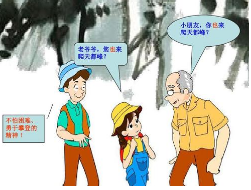 老爷爷，您也来
爬天都峰？
小朋友，你也来
爬天都峰？
不怕困难，
勇于攀登的
精神！